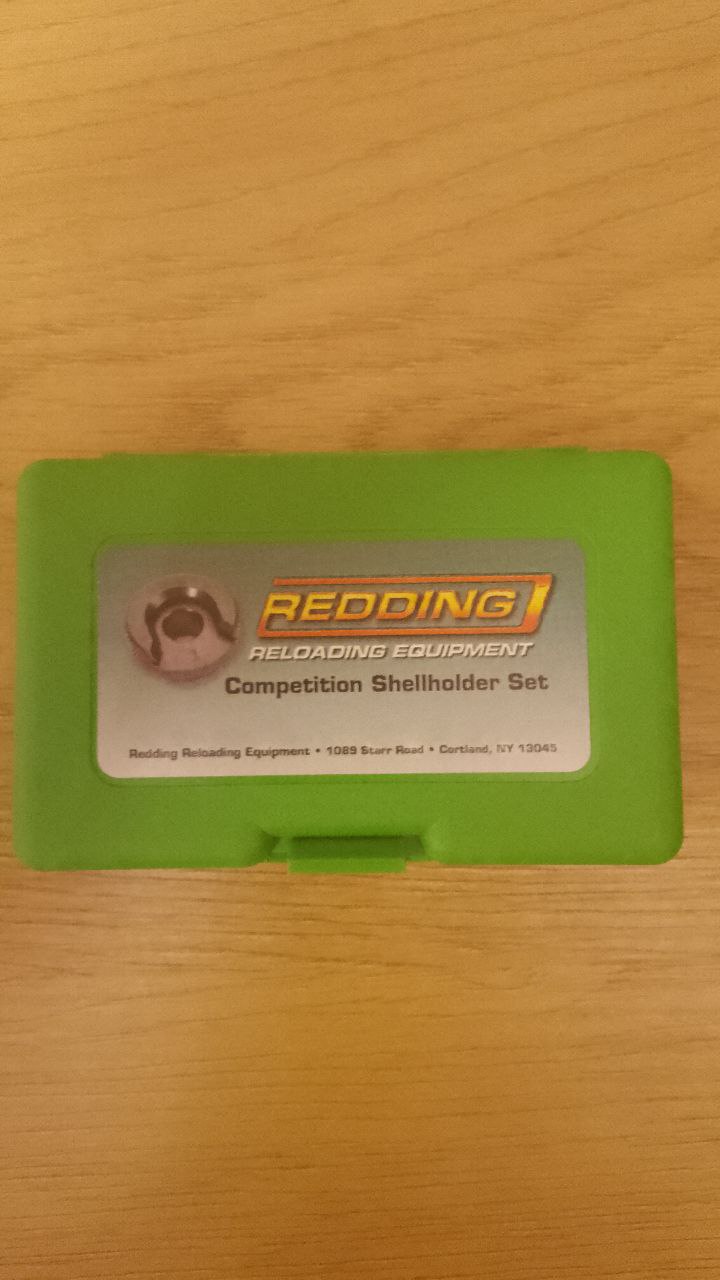 REDDING
RELOADING EQUIPMENT
Competition Shellholder Set
Redding Reloading Equipment • 1089 Starr Road • Cortland, NY 13045